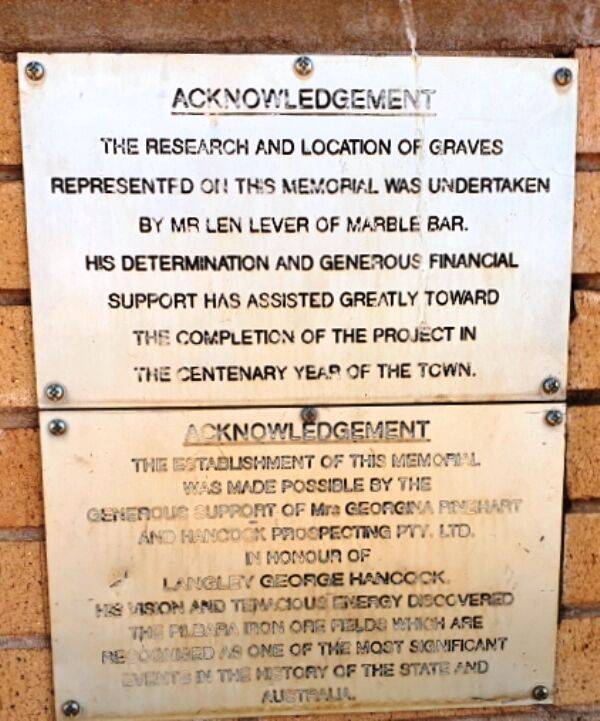 ACKNOWLEDGEMENT
THE RESEARCH AND LOCATION OF GRAVES
REPRESENTED ON THIS MEMORIAL WAS UNDERTAKEN
BY MR LEN LEVER OF MARBLE BAR.
HIS DETERMINATION AND GENEROUS FINANCIAL
SUPPORT HAS ASSISTED GREATLY TOWARD
THE COMPLETION OF THE PROJECT IN
THE CENTENARY YEAR OF THE TOWN.
ACKNOWLEDGEMENT
THE ESTABLISHMENT OF THIS MEMORIAL
WAS MADE POSSIBLE BY THE
GENEROUS SUPPORT OF Mrs GEORGINA RINEHART
AND HANCOCK PROSPECTING PTY. LTD.
IN HONOUR OF
LANGLEY GEORGE HANCOCK.
HIS VISION AND TENACIOUS ENERGY DISCOVERED
THE PILBARA IRON ORE FIELDS WHICH ARE
RECOGNISED AS ONE OF THE MOST SIGNIFICANT
EVENTS IN THE HISTORY OF THE STATE AND
AUSTRALIA.